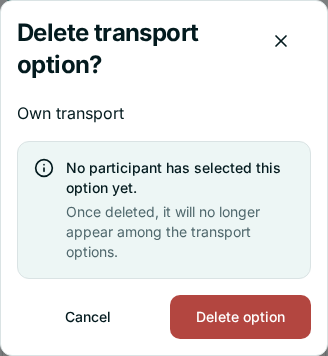 Delete transport
option?
Own transport
No participant has selected this
option yet.
Once deleted, it will no longer
appear among the transport
options.
Cancel
Delete option